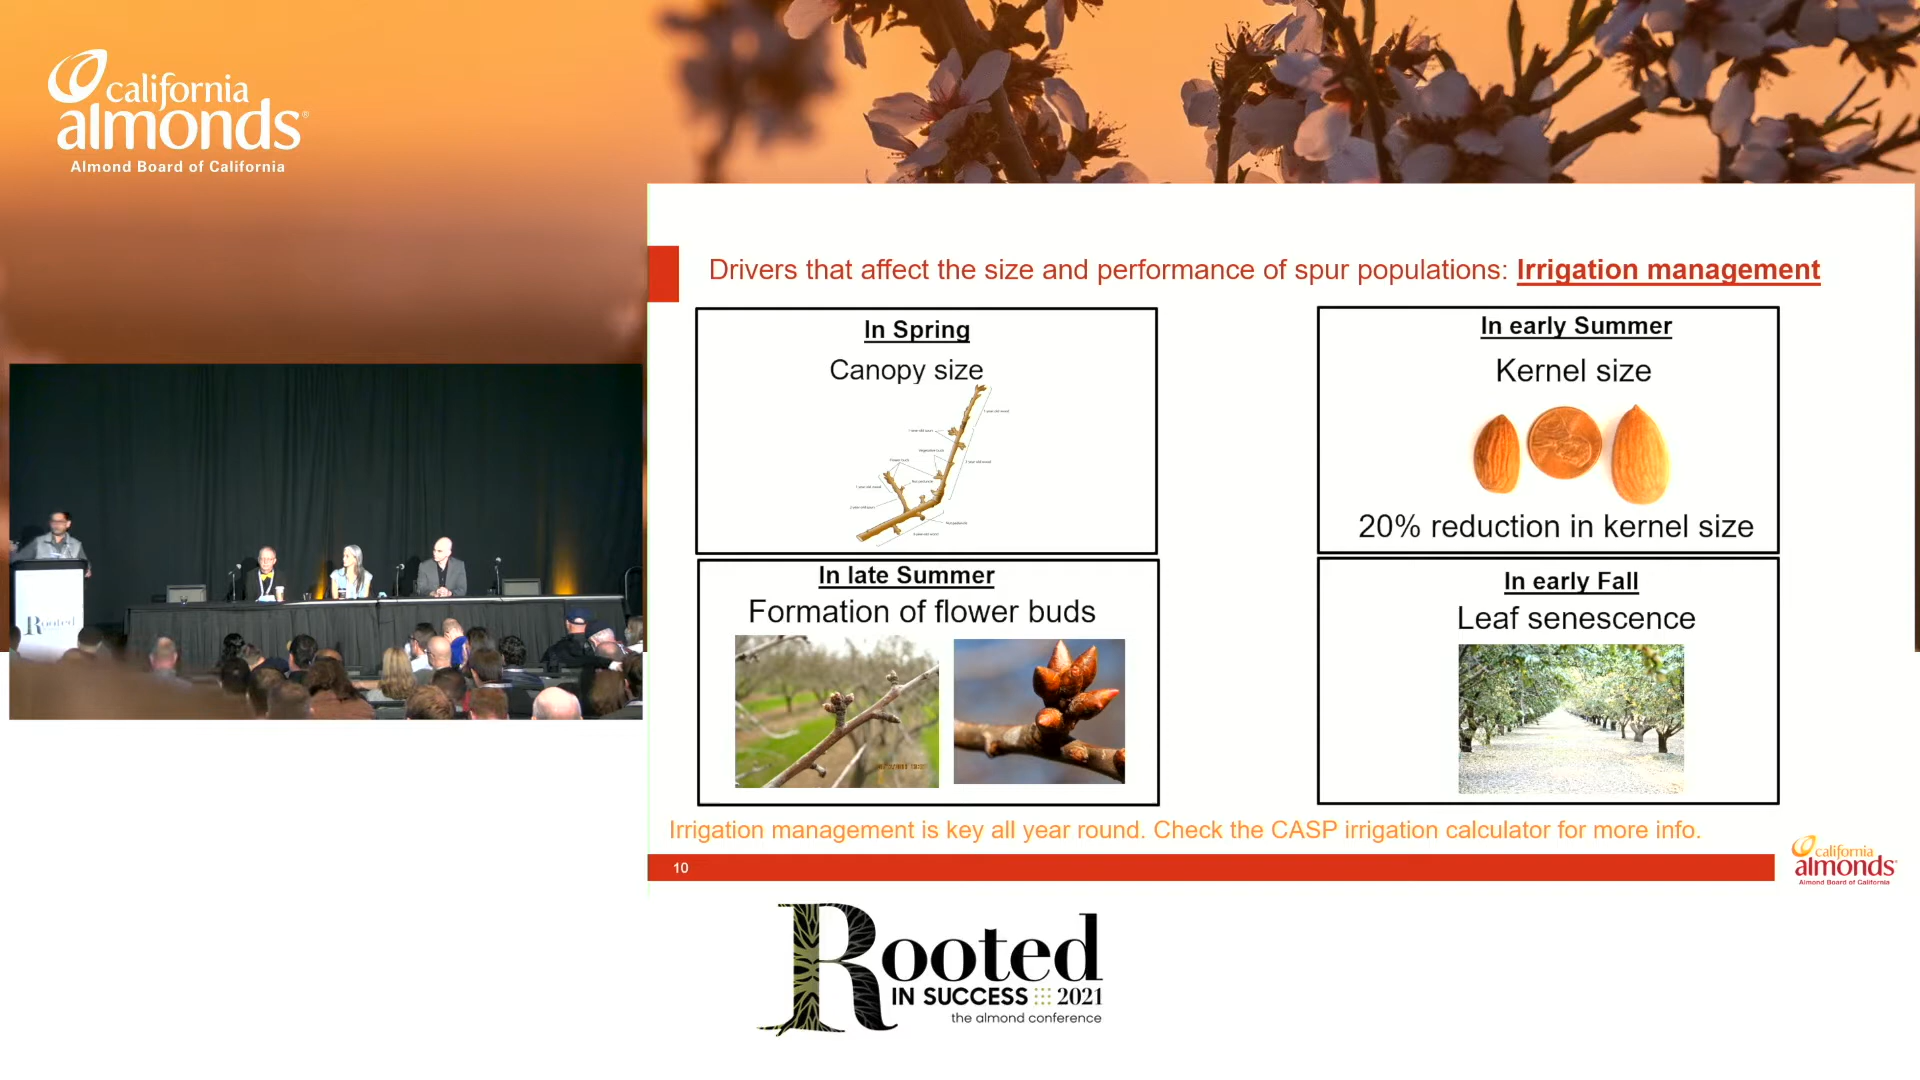 california
almonds®
Almond Board of California
Drivers that affect the size and performance of spur populations: Irrigation management
In Spring
Canopy size
In early Summer
Kernel size
20% reduction in kernel size
In late Summer
Formation of flower buds
In early Fall
Leaf senescence
Irrigation management is key all year round. Check the CASP irrigation calculator for more info.
10
california
almonds®
Almond Board of California
Rooted
Rooted
IN SUCCESS 2021
the almond conference